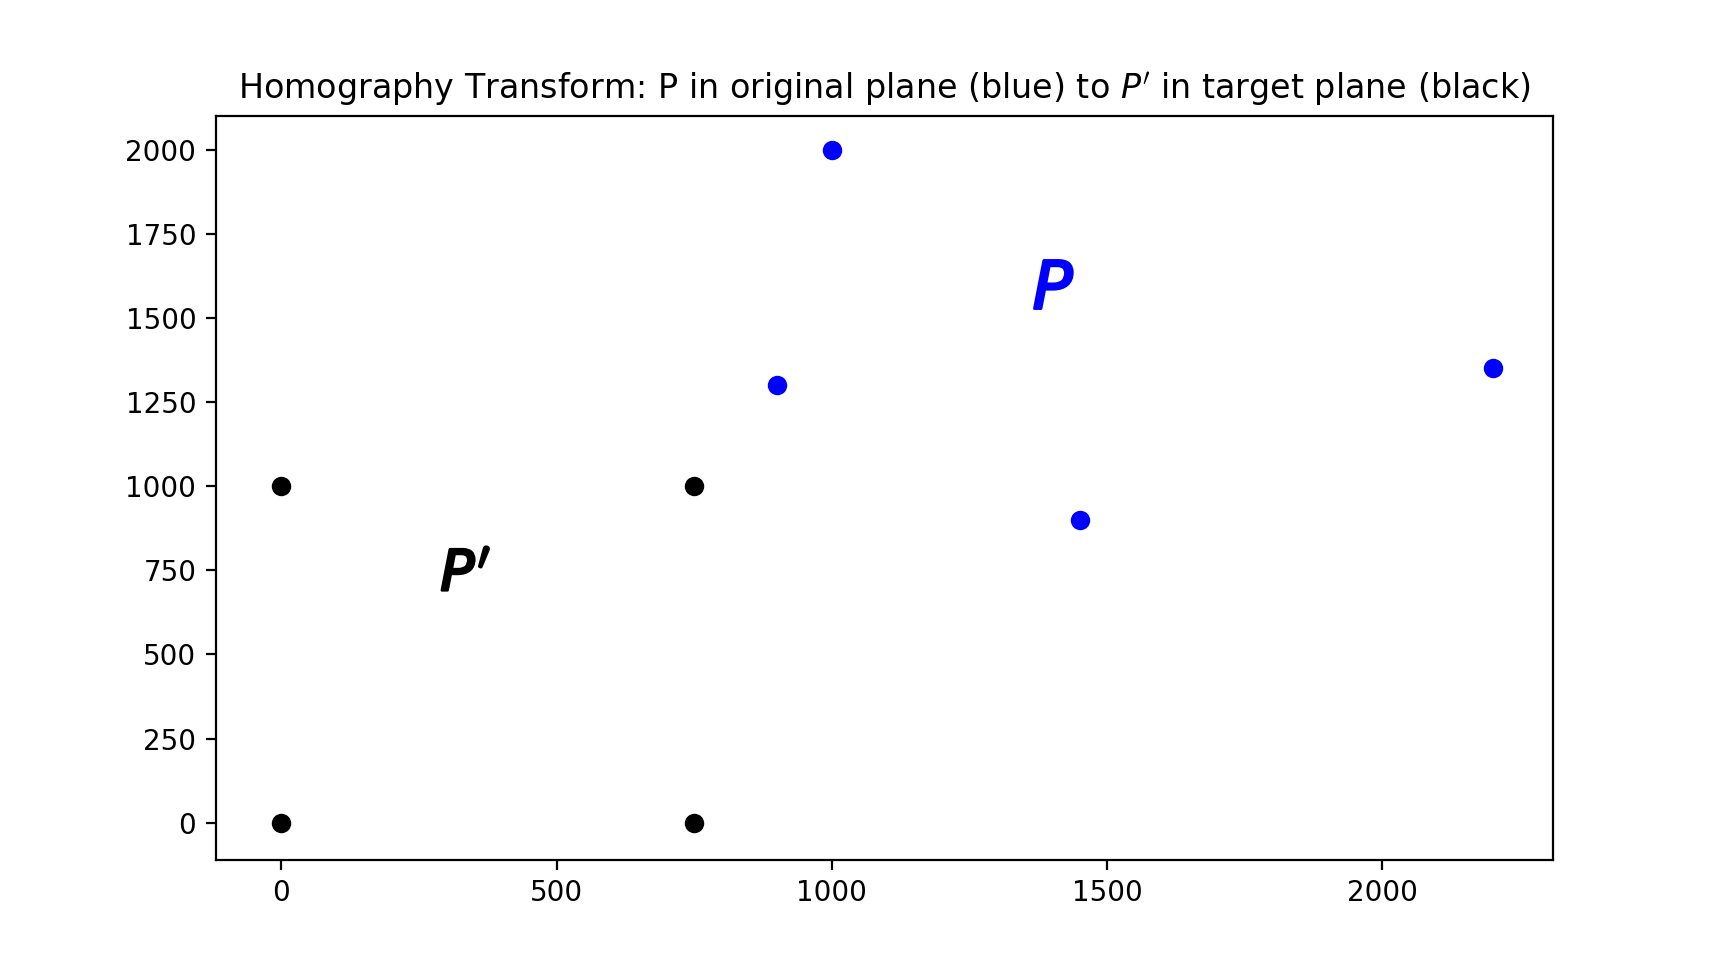 Homography Transform: P in original plane (blue) to P′ in target plane (black)
2000
1750
1500
1250
1000
750
500
250
0
P
P′
0 500 1000 1500 2000